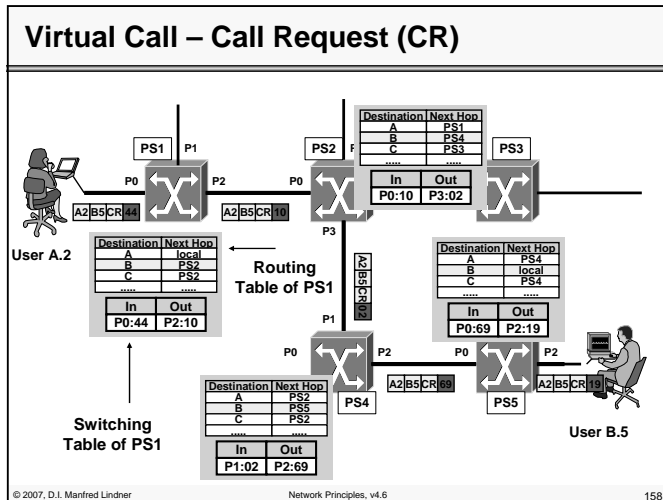 Virtual Call – Call Request (CR)
Destination Next Hop
A PS1
B PS4
C PS3
..... .....
In Out
P0:10 P3:02
PS1
P1
PS2
PS3
P0
P2
P0
A2 B5 CR 44
A2 B5 CR 10
User A.2
P3
Destination Next Hop
A local
B PS2
C PS2
..... .....
In Out
P0:44 P2:10
Routing
Table of PS1
A2 B5 CR 02
Destination Next Hop
A PS4
B local
C PS4
..... .....
In Out
P0:69 P2:19
P1
P0
P2
P0
P2
PS4
A2 B5 CR 69
PS5
A2 B5 CR 19
User B.5
Destination Next Hop
A PS2
B PS5
C PS2
..... .....
In Out
P1:02 P2:69
Switching
Table of PS1
© 2007, D.I. Manfred Lindner
Network Principles, v4.6
158